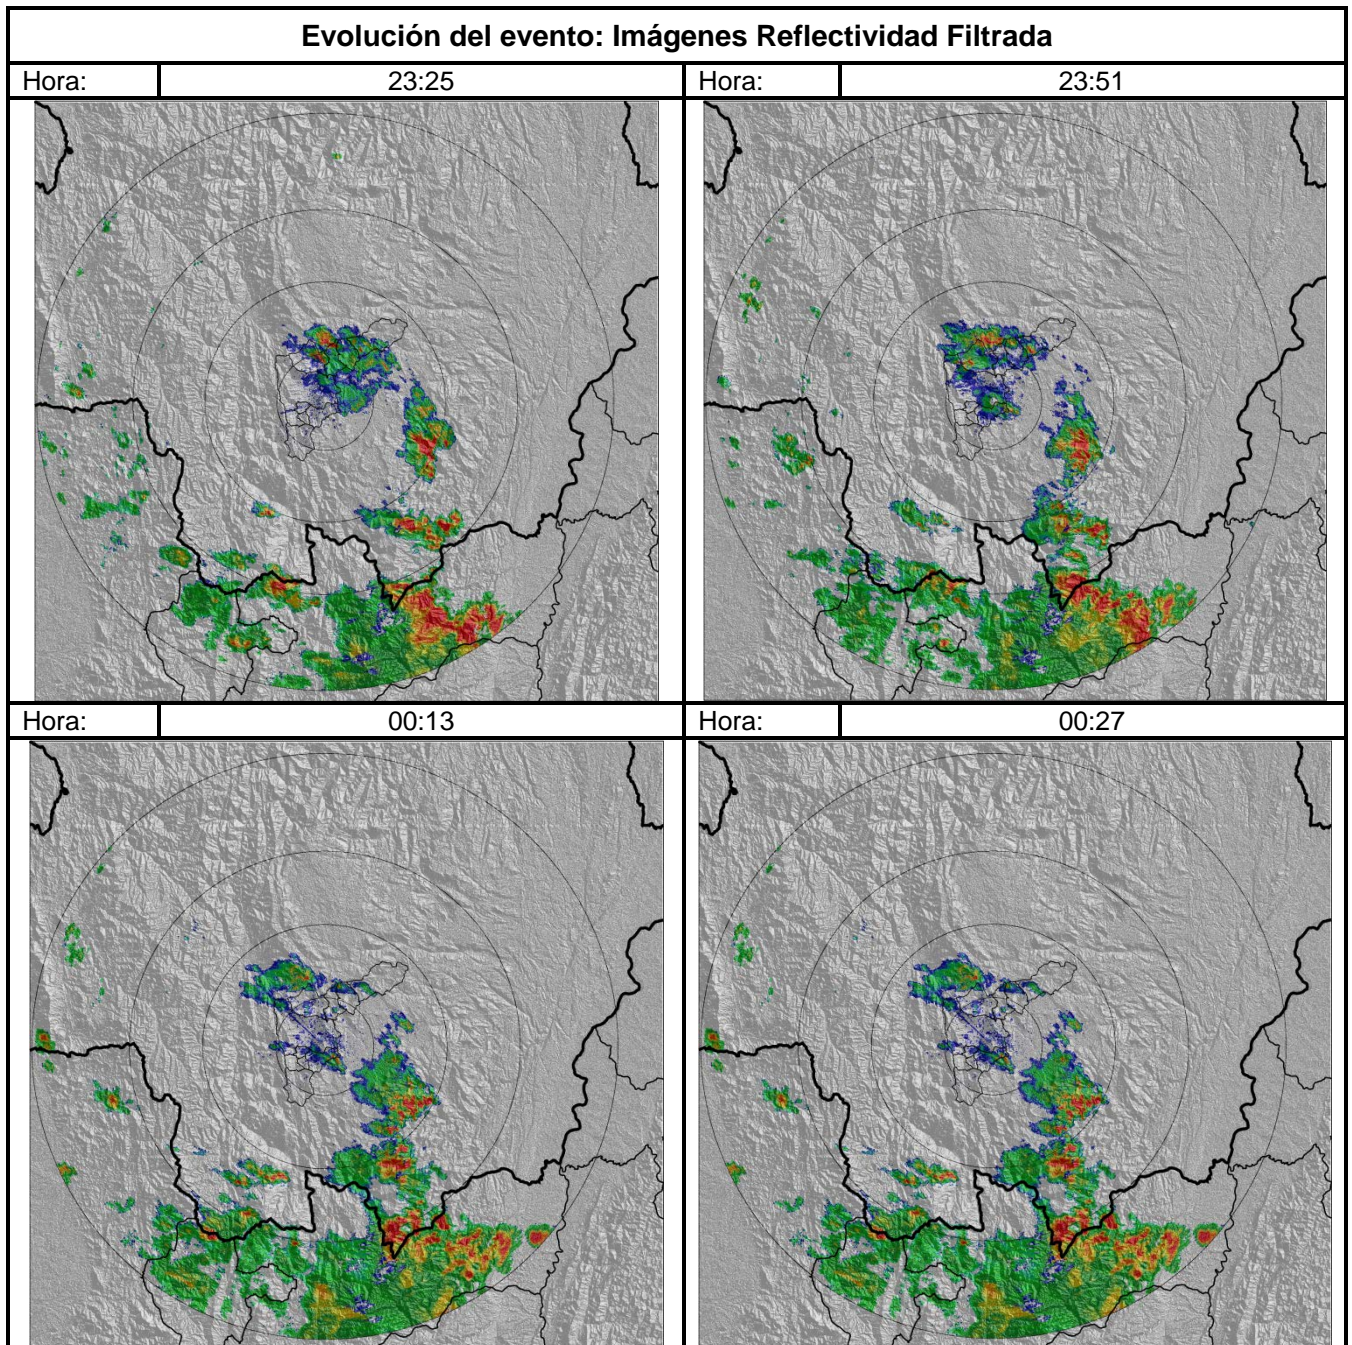 Evolución del evento: Imágenes Reflectividad Filtrada
Hora: 23:25 Hora: 23:51
Hora: 00:13 Hora: 00:27